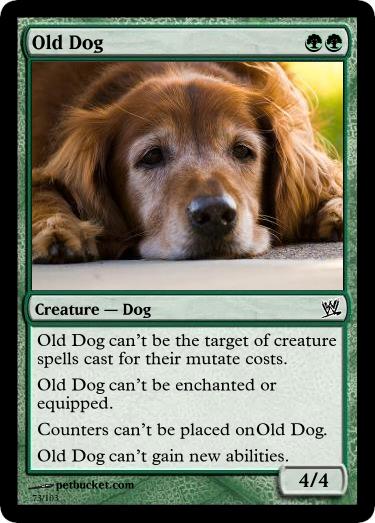 Old Dog
Creature — Dog
Old Dog can't be the target of creature
spells cast for their mutate costs.
Old Dog can't be enchanted or
equipped.
Counters can't be placed onOld Dog.
Old Dog can't gain new abilities.
4/4
petbucket.com
73/103